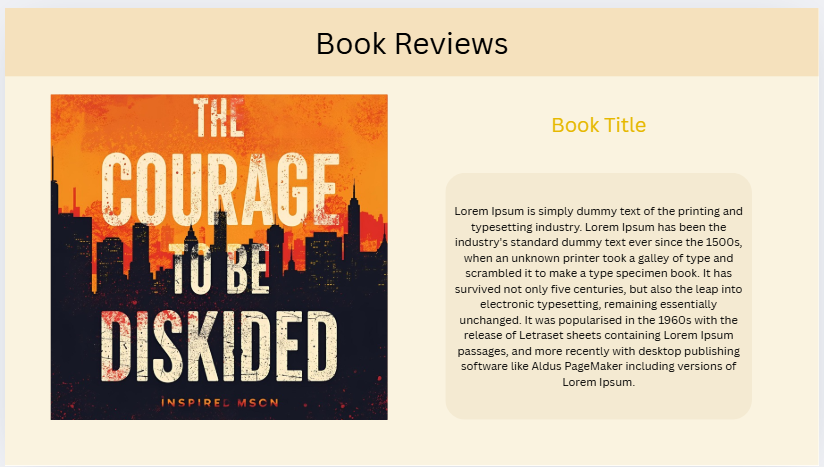 Book Reviews
THE
COURAGE
TO BE
DISKIDED
INSPIRED MSCN
Book Title
Lorem Ipsum is simply dummy text of the printing and
typesetting industry. Lorem Ipsum has been the
industry's standard dummy text ever since the 1500s,
when an unknown printer took a galley of type and
scrambled it to make a type specimen book. It has
survived not only five centuries, but also the leap into
electronic typesetting, remaining essentially
unchanged. It was popularised in the 1960s with the
release of Letraset sheets containing Lorem Ipsum
passages, and more recently with desktop publishing
software like Aldus PageMaker including versions of
Lorem Ipsum.